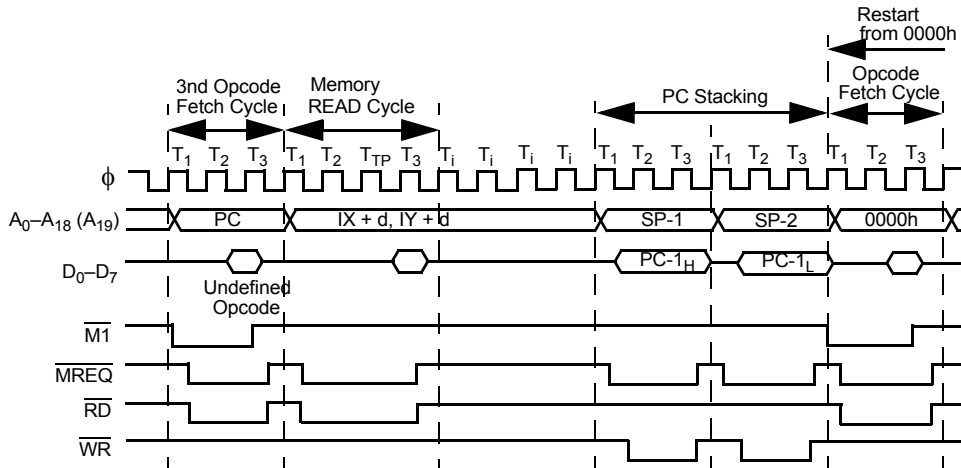 Restart
from 0000h
3nd Opcode
Fetch Cycle
Memory
READ Cycle
PC Stacking
Opcode
Fetch Cycle
T1 T2 T3 T1 T2 TTP T3 Ti Ti Ti Ti T1 T2 T3 T1 T2 T3 T1 T2 T3
ϕ
A0–A18 (A19) PC IX + d, IY + d SP-1 SP-2 0000h
D0–D7 PC-1H PC-1L
Undefined
Opcode
M1
MREQ
RD
WR